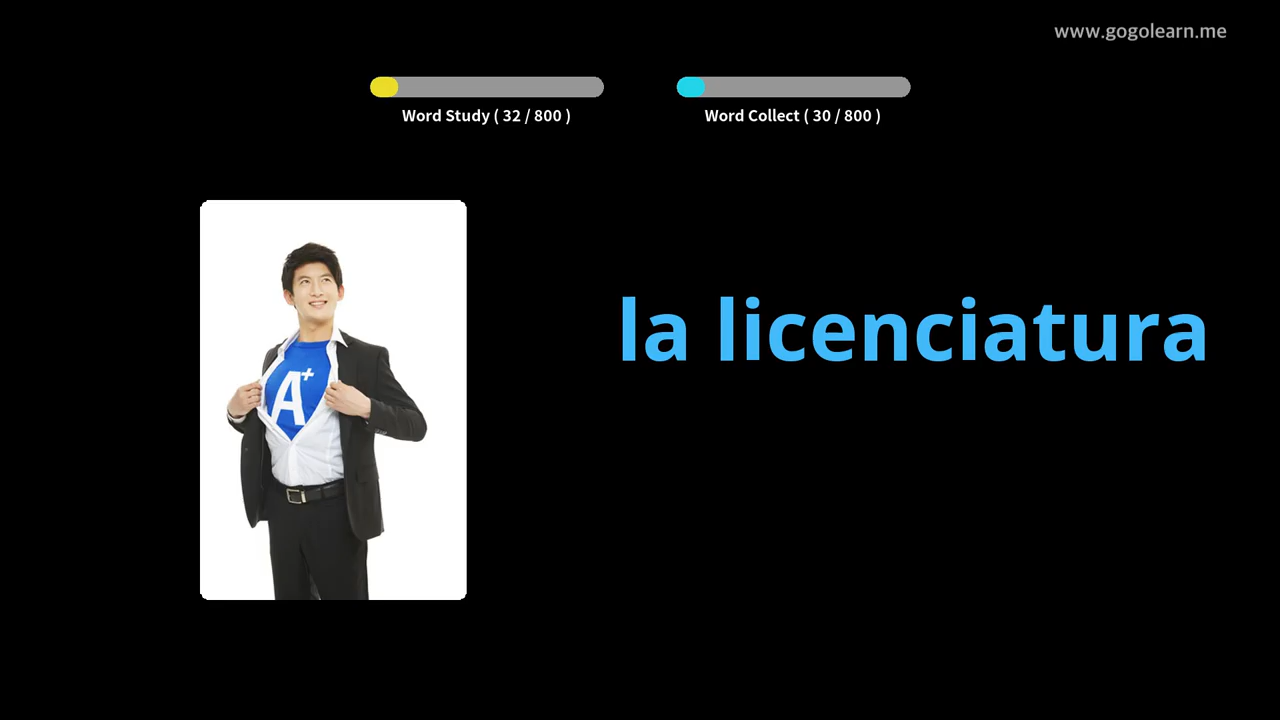 www.gogolearn.me
Word Study ( 32 / 800 )
Word Collect ( 30 / 800 )
la licenciatura
A+